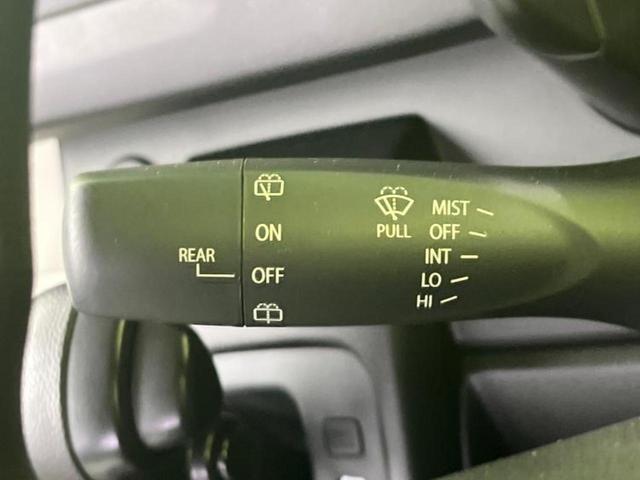 REAR
ON
OFF
PULL
MIST
OFF
INT
LO
HI